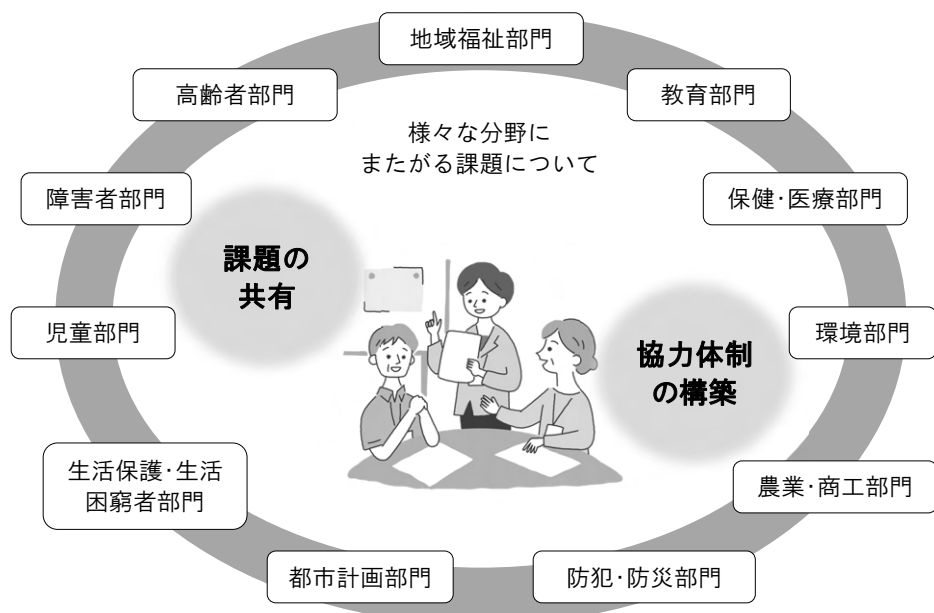 地域福祉部門
高齢者部門
教育部門
様々な分野に
またがる課題について
障害者部門
保健・医療部門
課題の
共有
児童部門
環境部門
協力体制
の構築
生活保護・生活
困窮者部門
農業・商工部門
都市計画部門
防犯・防災部門